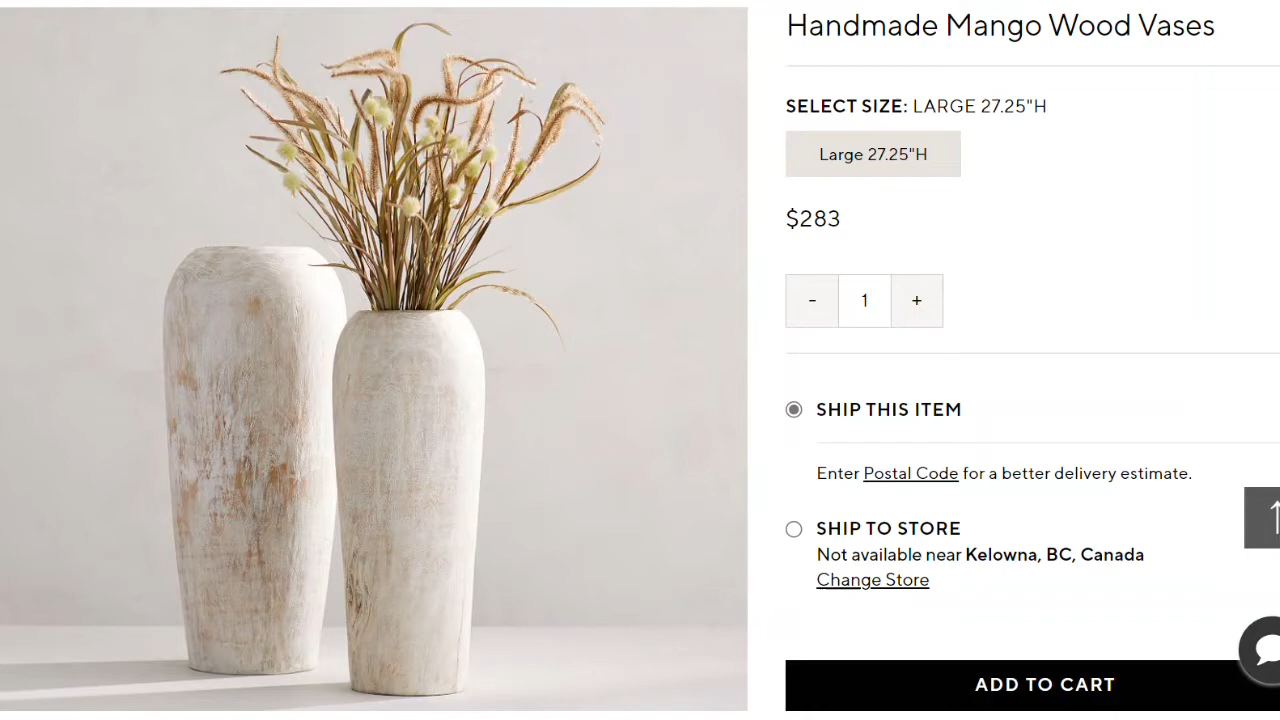 Handmade Mango Wood Vases
SELECT SIZE: LARGE 27.25"H
Large 27.25"H
$283
- 1 +
SHIP THIS ITEM
Enter Postal Code for a better delivery estimate.
SHIP TO STORE
Not available near Kelowna, BC, Canada
Change Store
ADD TO CART